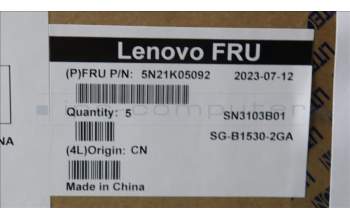 Lenovo FRU
(P)FRU P/N: 5N21K05092 2023-07-12
Quantity: 5 SN3103B01
SG-B1530-2GA
(4L)Origin: CN
Made in China
NA